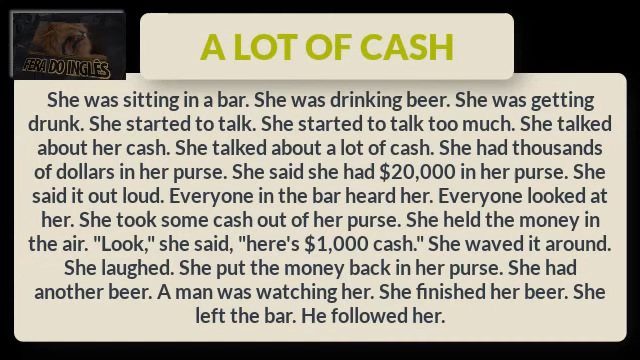 FERA DO INGLÊS
A LOT OF CASH
She was sitting in a bar. She was drinking beer. She was getting
drunk. She started to talk. She started to talk too much. She talked
about her cash. She talked about a lot of cash. She had thousands
of dollars in her purse. She said she had $20,000 in her purse. She
said it out loud. Everyone in the bar heard her. Everyone looked at
her. She took some cash out of her purse. She held the money in
the air. "Look," she said, "here's $1,000 cash." She waved it around.
She laughed. She put the money back in her purse. She had
another beer. A man was watching her. She finished her beer. She
left the bar. He followed her.